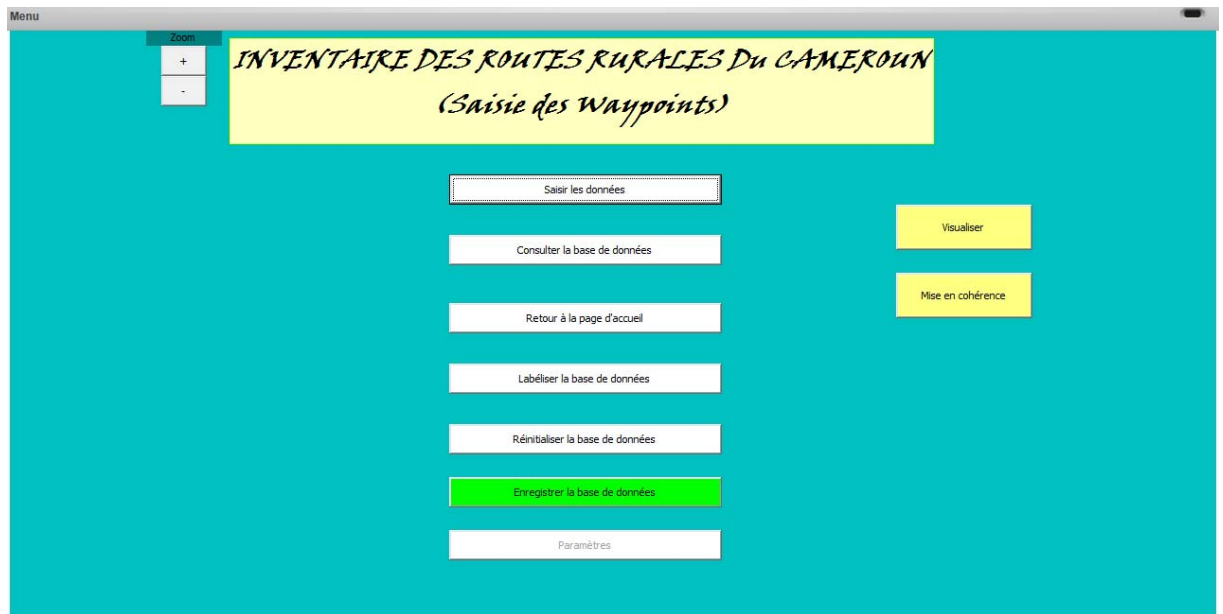 Menu
Zoom
+
-
INVENTAIRE DES ROUTES RURALES Du CAMEROUN
(Saisie des Waypoints)
Saisir les données
Consulter la base de données
Retour à la page d'accueil
Labéliser la base de données
Réinitialiser la base de données
Enregistrer la base de données
Paramètres
Visualiser
Mise en cohérence